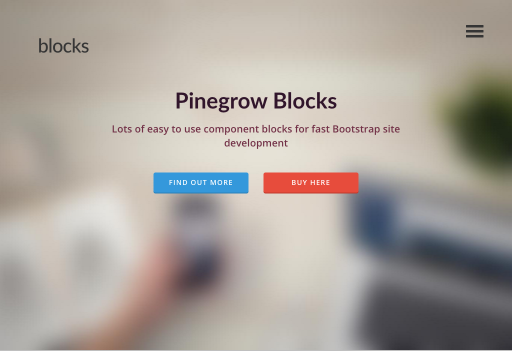 blocks
Pinegrow Blocks
Lots of easy to use component blocks for fast Bootstrap site
development
FIND OUT MORE
BUY HERE